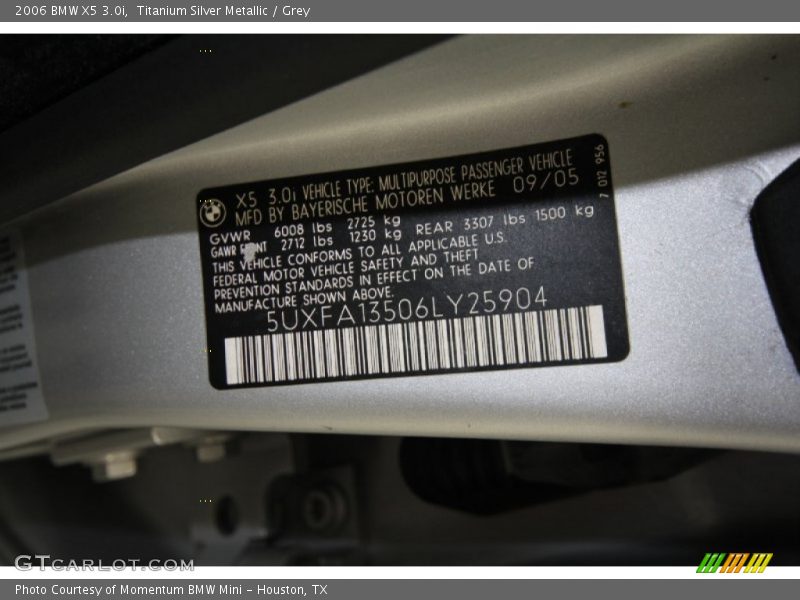 2006 BMW X5 3.0i, Titanium Silver Metallic / Grey
X5 3.0i VEHICLE TYPE: MULTIPURPOSE PASSENGER VEHICLE
MFD BY BAYERISCHE MOTOREN WERKE 09/05
7 012 956
GVWR 6008 lbs 2725 kg
GAWR FRONT 2712 lbs 1230 kg REAR 3307 lbs 1500 kg
THIS VEHICLE CONFORMS TO ALL APPLICABLE U.S.
FEDERAL MOTOR VEHICLE SAFETY AND THEFT
PREVENTION STANDARDS IN EFFECT ON THE DATE OF
MANUFACTURE SHOWN ABOVE
5UXFA13506LY25904
GTCARLOT.COM
Photo Courtesy of Momentum BMW Mini - Houston, TX